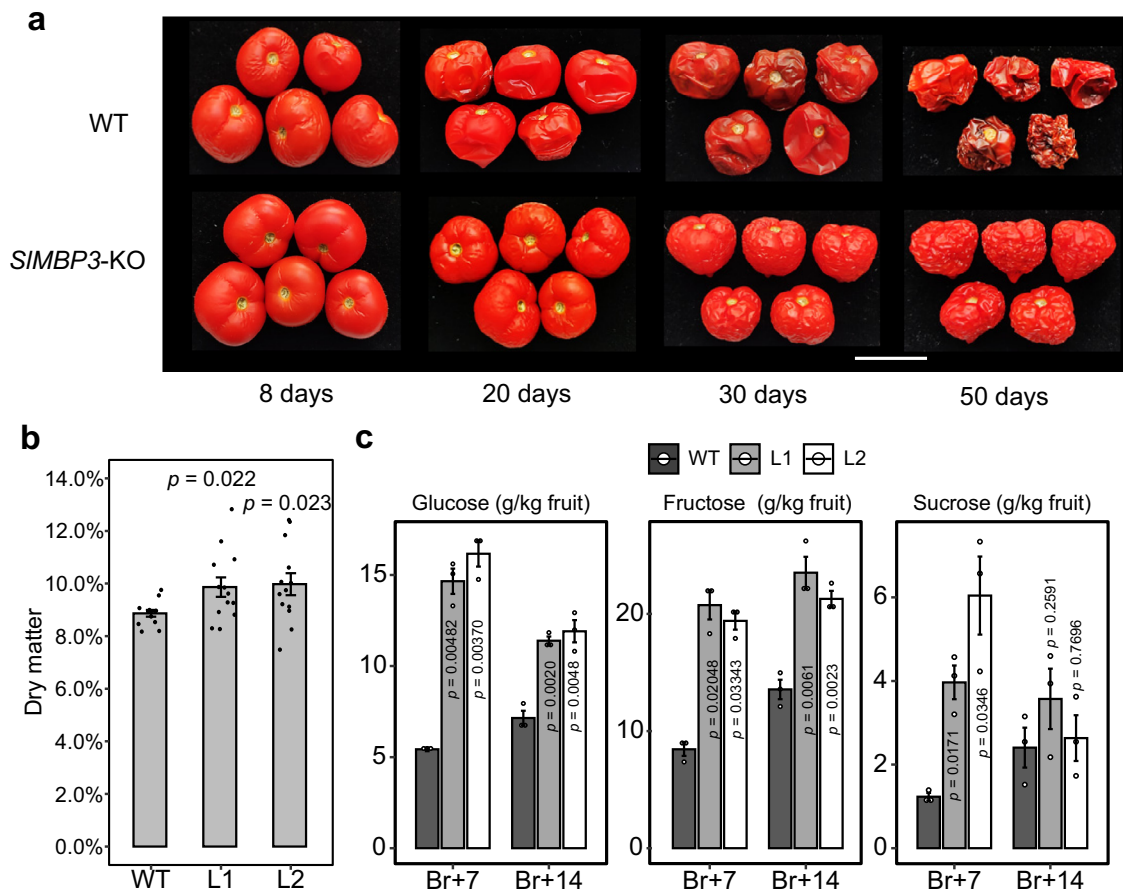 a
WT
SlMBP3-KO
8 days
20 days
30 days
50 days
b
Dry matter
14.0%
12.0%
10.0%
8.0%
6.0%
4.0%
2.0%
0.0%
p = 0.022
p = 0.023
WT
L1
L2
c
WT
L1
L2
Glucose (g/kg fruit)
15
10
5
0
p = 0.00482
p = 0.00370
p = 0.0020
p = 0.0048
Br+7
Br+14
Fructose (g/kg fruit)
20
10
0
p = 0.02048
p = 0.03343
p = 0.0061
p = 0.0023
Br+7
Br+14
Sucrose (g/kg fruit)
6
4
2
0
p = 0.0171
p = 0.0346
p = 0.2591
p = 0.7696
Br+7
Br+14